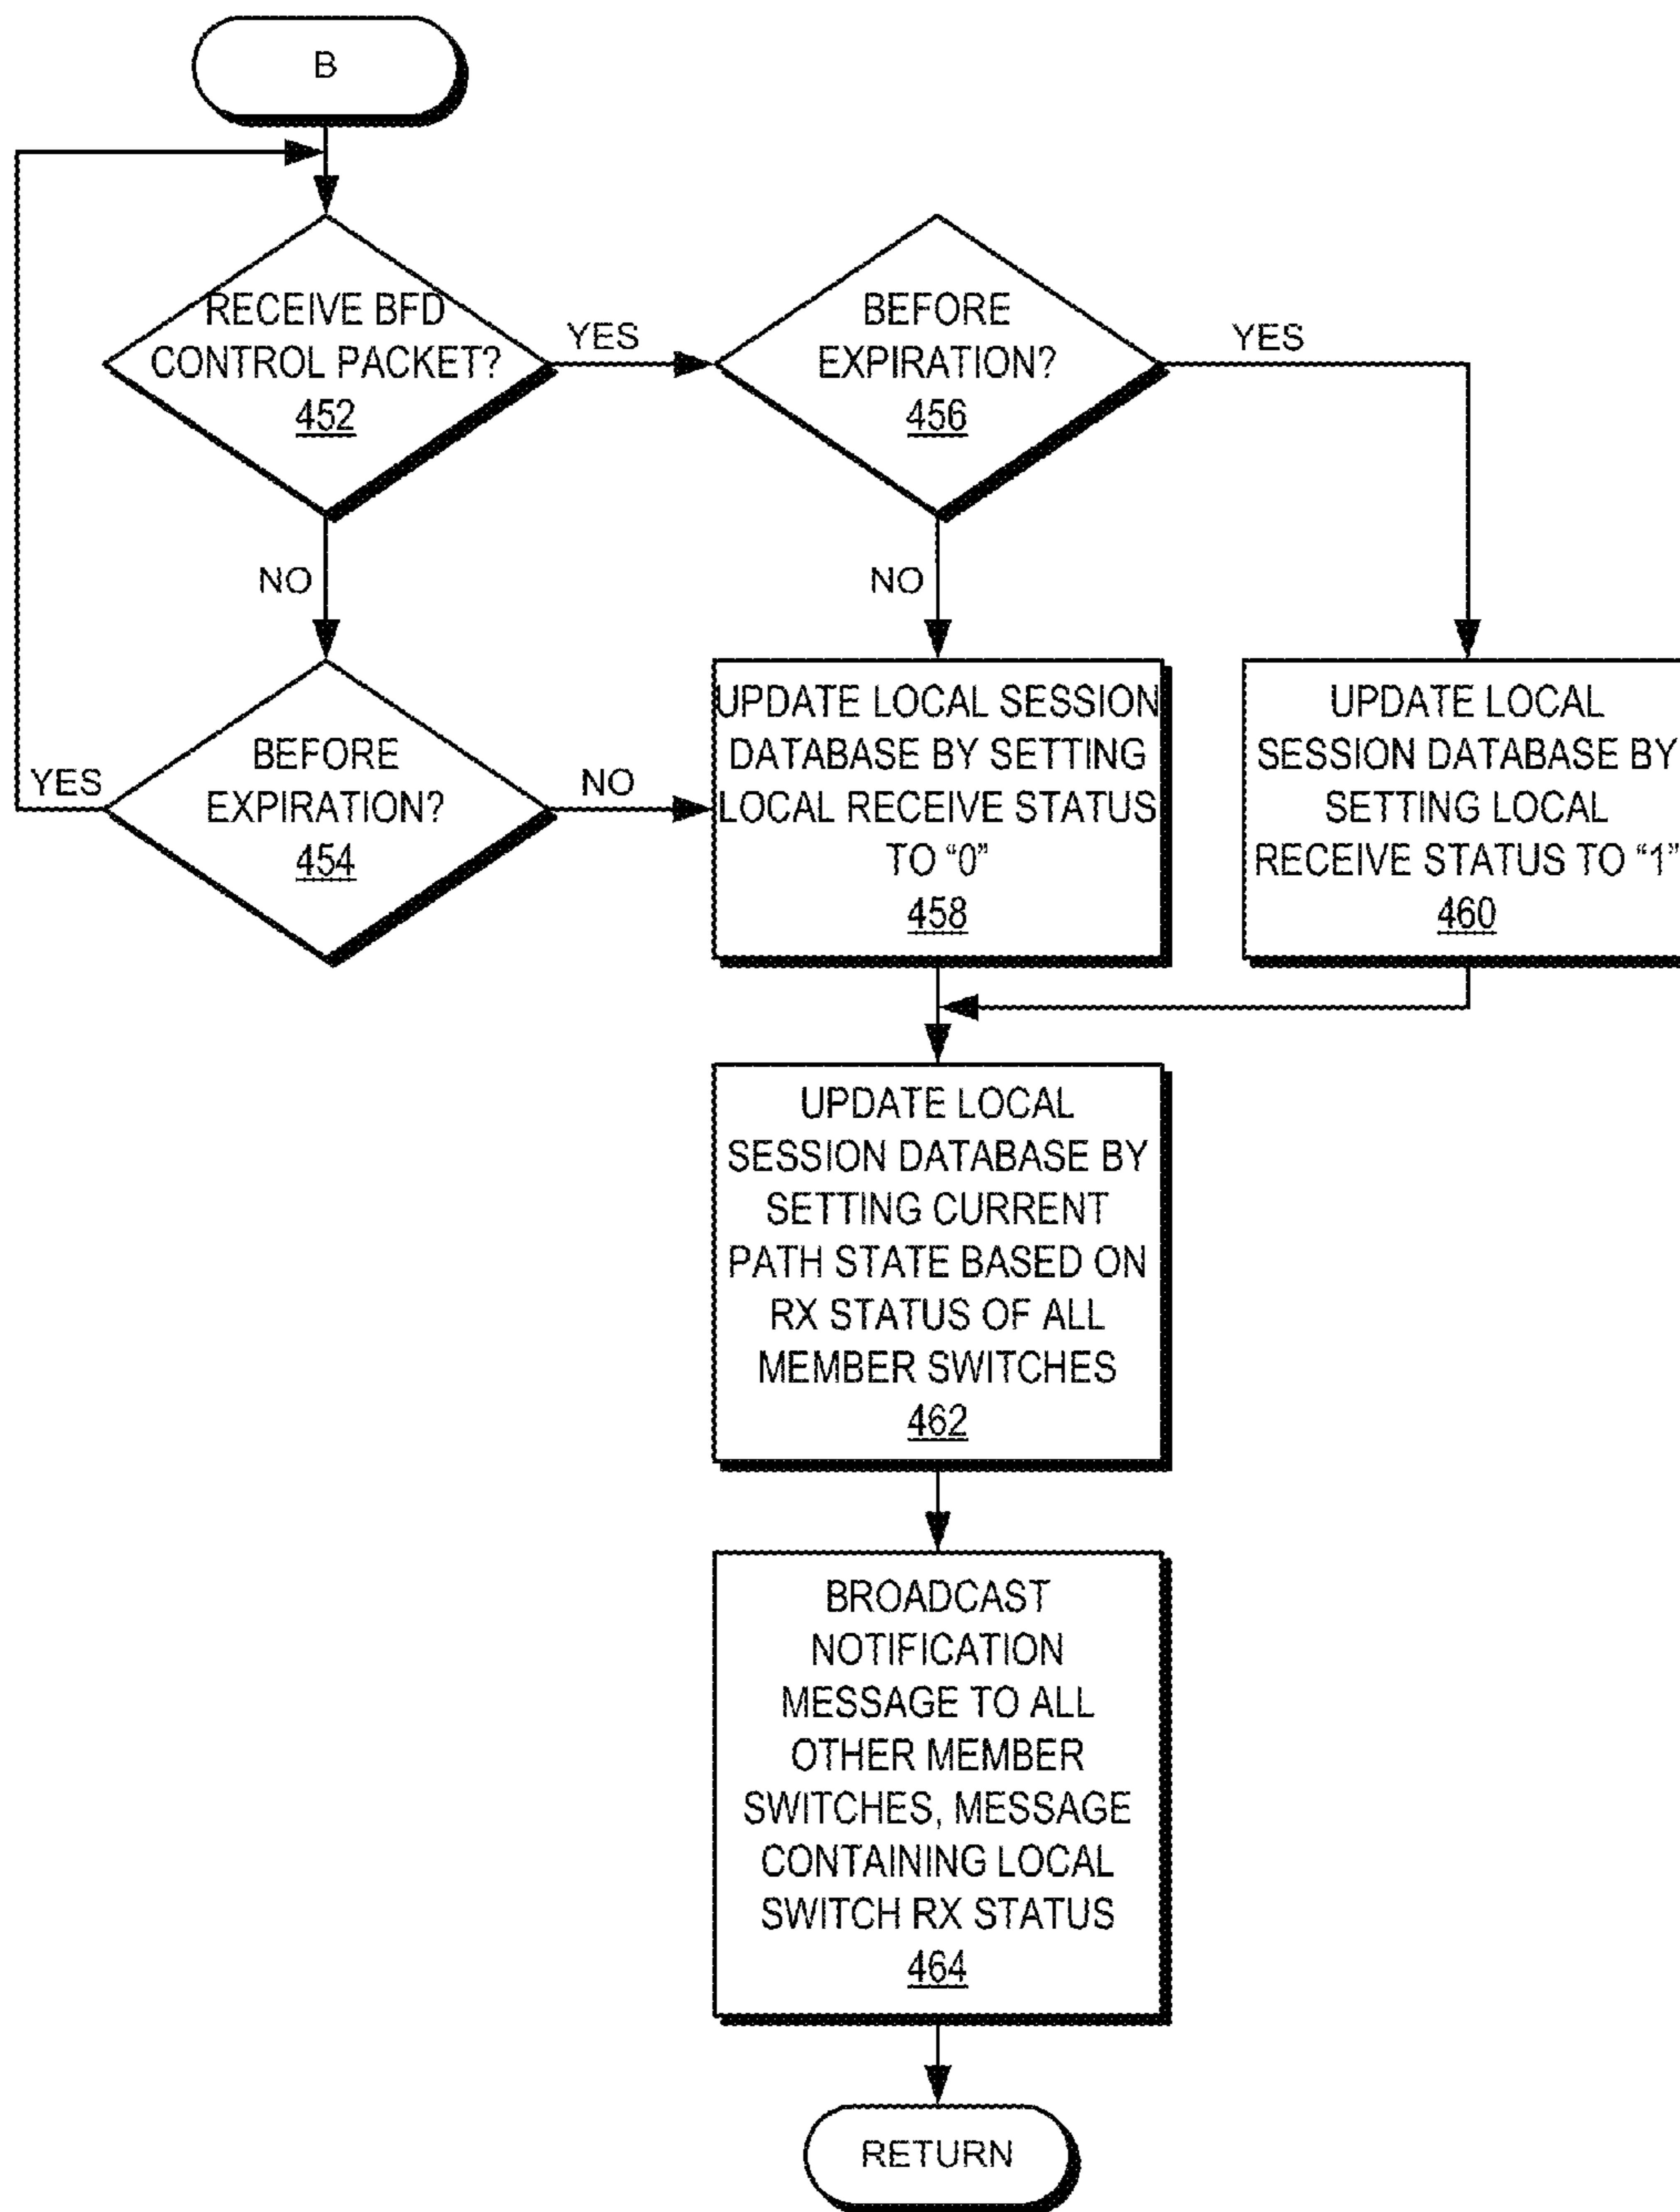 B
RECEIVE BFD
CONTROL PACKET?
452
YES
BEFORE
EXPIRATION?
456
YES
NO
NO
BEFORE
EXPIRATION?
454
YES
NO
UPDATE LOCAL SESSION
DATABASE BY SETTING
LOCAL RECEIVE STATUS
TO “0”
458
UPDATE LOCAL
SESSION DATABASE BY
SETTING LOCAL
RECEIVE STATUS TO “1”
460
UPDATE LOCAL
SESSION DATABASE BY
SETTING CURRENT
PATH STATE BASED ON
RX STATUS OF ALL
MEMBER SWITCHES
462
BROADCAST
NOTIFICATION
MESSAGE TO ALL
OTHER MEMBER
SWITCHES, MESSAGE
CONTAINING LOCAL
SWITCH RX STATUS
464
RETURN